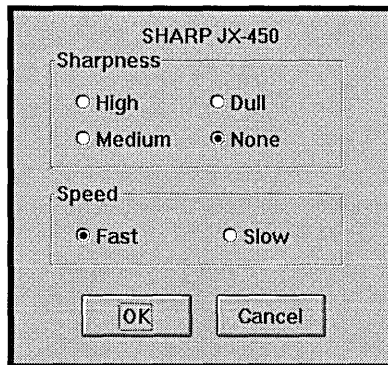 SHARP JX-450
Sharpness
High Dull
Medium None
Speed
Fast Slow
OK Cancel